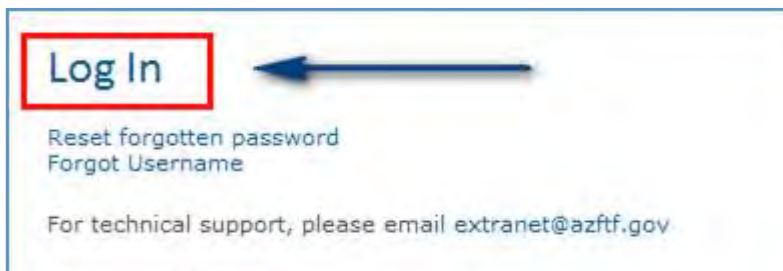 Log In
Reset forgotten password
Forgot Username
For technical support, please email extranet@azftf.gov